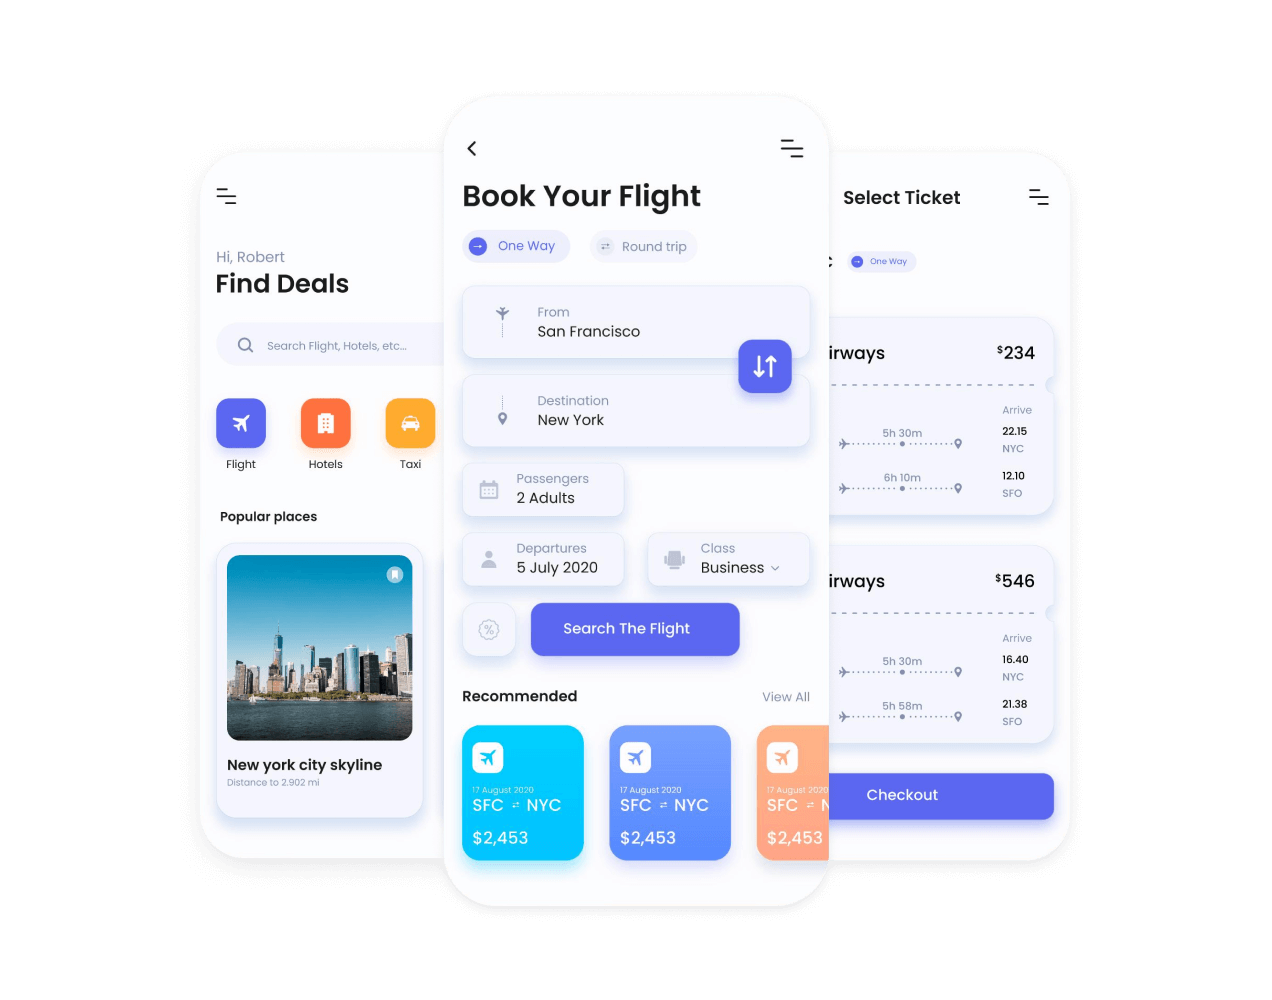 Hi, Robert
Find Deals
Search Flight, Hotels, etc...
Flight
Hotels
Taxi
Popular places
New york city skyline
Distance to 2.902 mi
Book Your Flight
One Way
Round trip
From
San Francisco
Destination
New York
Passengers
2 Adults
Departures
5 July 2020
Class
Business
%
Search The Flight
Recommended
View All
17 August 2020
SFC ⇄ NYC
$2,453
17 August 2020
SFC ⇄ NYC
$2,453
17 August 2020
SFC ⇄
$2,453
Select Ticket
One Way
irways
$234
Arrive
5h 30m
22.15
NYC
6h 10m
12.10
SFO
irways
$546
Arrive
5h 30m
16.40
NYC
5h 58m
21.38
SFO
Checkout